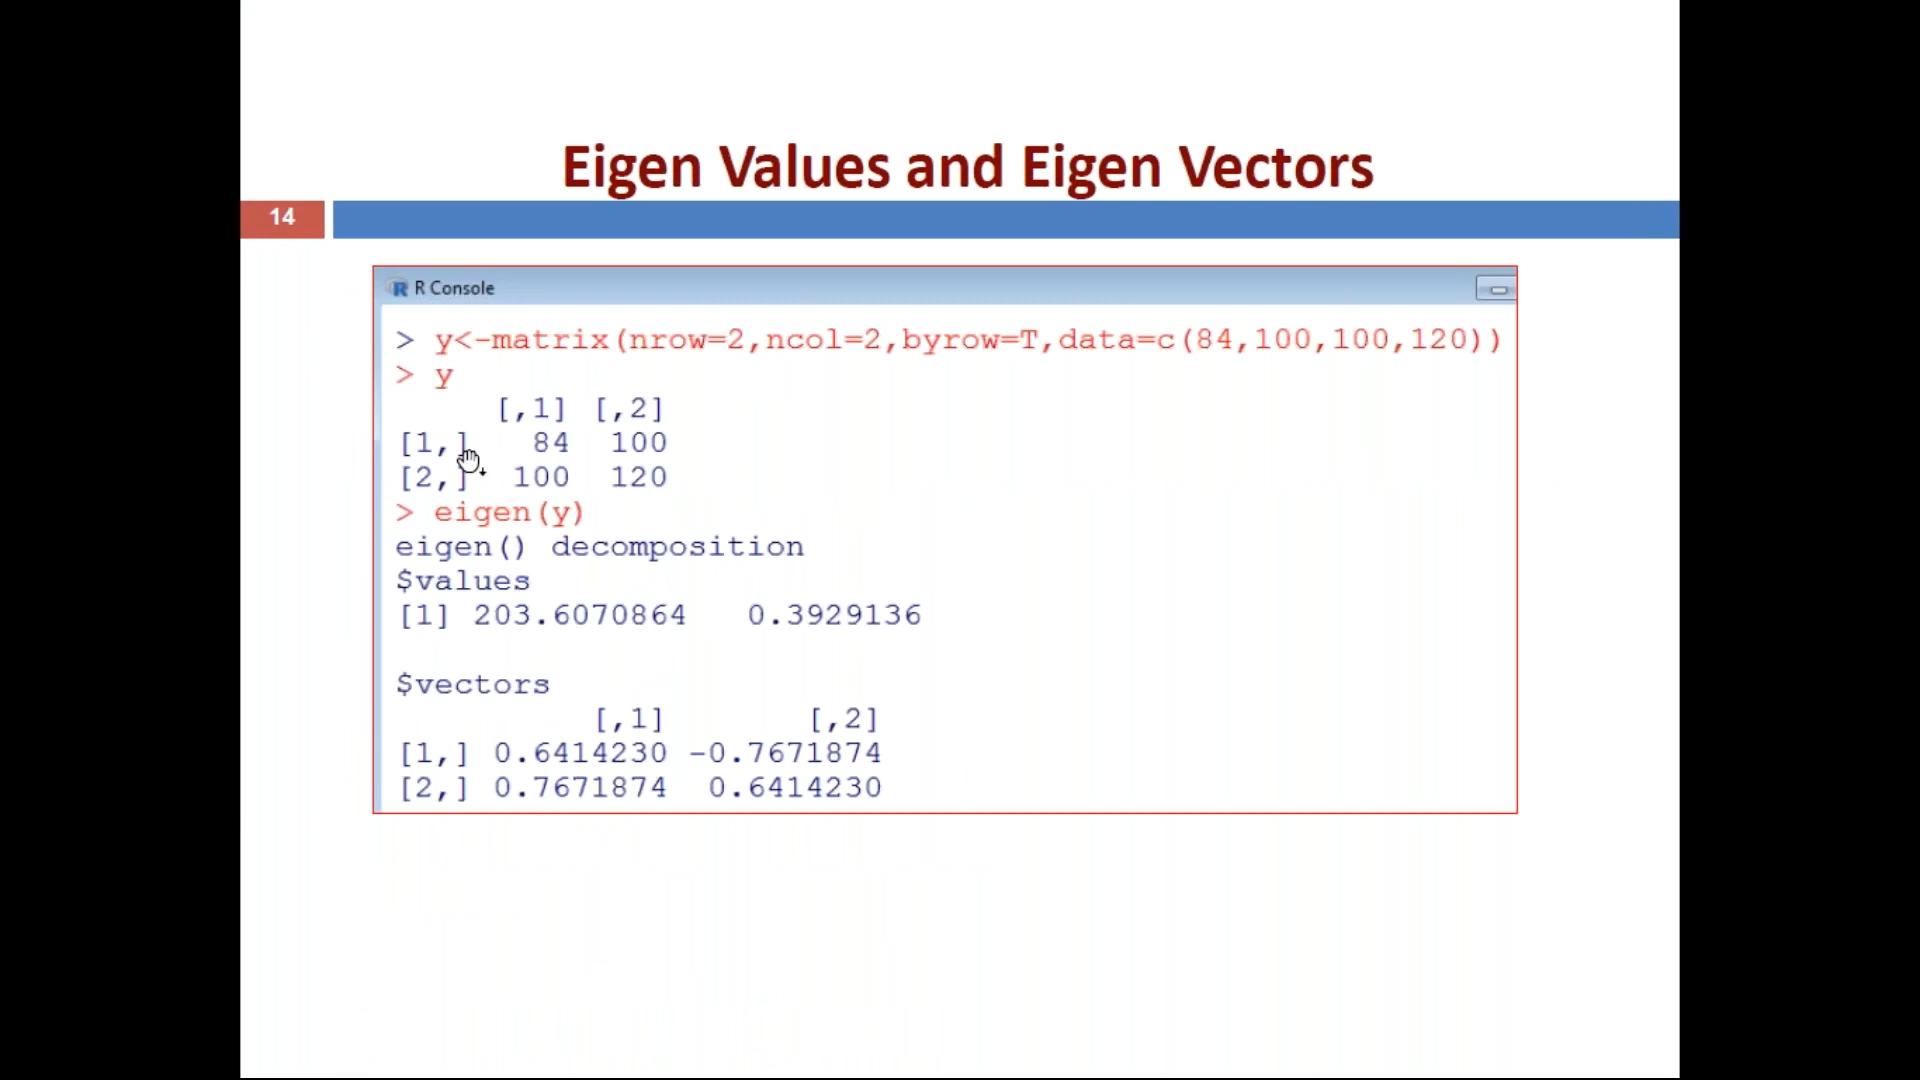 Eigen Values and Eigen Vectors
14
R Console
> y<-matrix(nrow=2,ncol=2,byrow=T,data=c(84,100,100,120))
> y
[,1] [,2]
[1,] 84 100
[2,] 100 120
> eigen(y)
eigen() decomposition
$values
[1] 203.6070864 0.3929136
$vectors
[,1] [,2]
[1,] 0.6414230 -0.7671874
[2,] 0.7671874 0.6414230